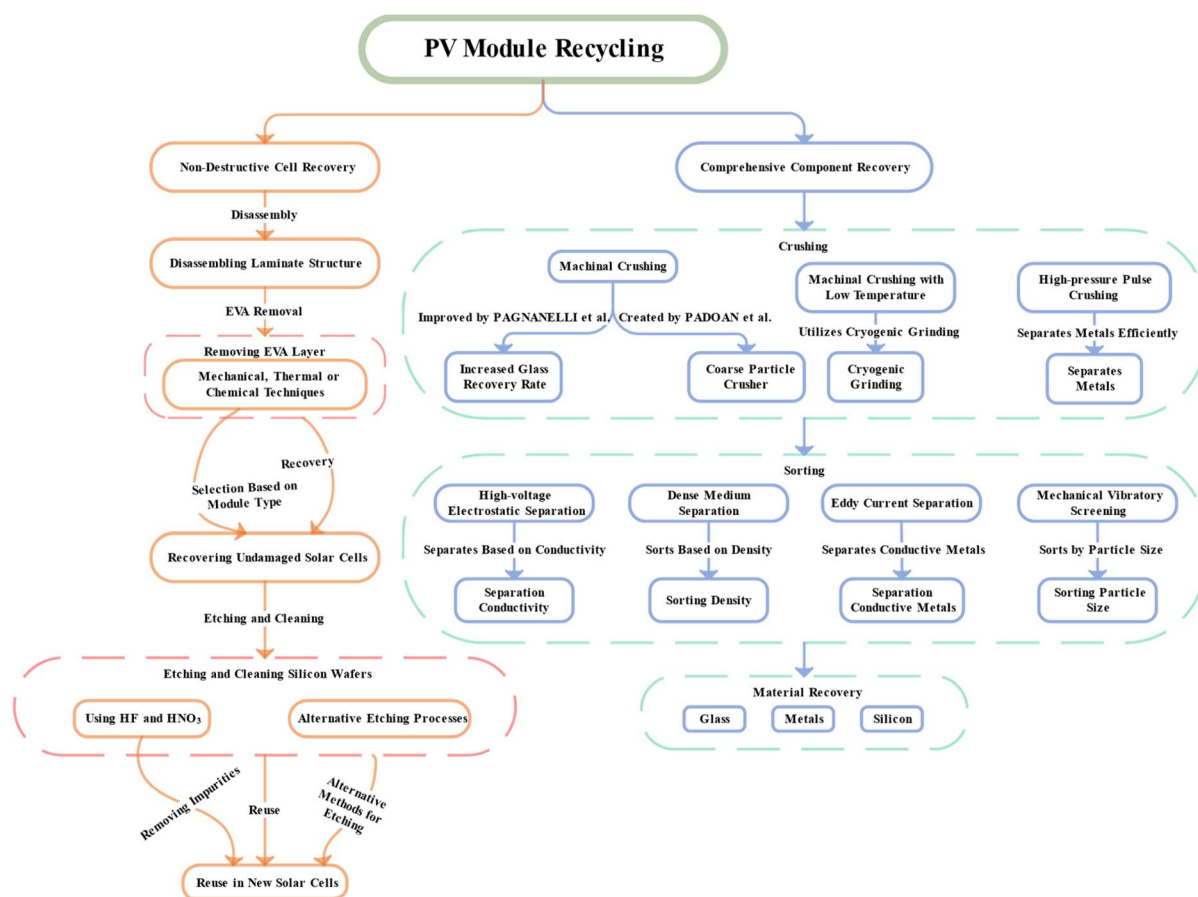 PV Module Recycling
Non-Destructive Cell Recovery
Disassembly
Disassembling Laminate Structure
EVA Removal
Removing EVA Layer
Mechanical, Thermal or
Chemical Techniques
Recovery
Selection Based on
Module Type
Recovering Undamaged Solar Cells
Etching and Cleaning
Etching and Cleaning Silicon Wafers
Using HF and HNO₃
Alternative Etching Processes
Removing Impurities
Reuse
Alternative
Methods for
Etching
Reuse in New Solar Cells
Comprehensive Component Recovery
Crushing
Machinal Crushing
Improved by PAGNANELLI et al.
Created by PADOAN et al.
Increased Glass
Recovery Rate
Coarse Particle
Crusher
Machinal Crushing with
Low Temperature
Utilizes Cryogenic Grinding
Cryogenic
Grinding
High-pressure Pulse
Crushing
Separates Metals Efficiently
Separates
Metals
Sorting
High-voltage
Electrostatic Separation
Separates Based on Conductivity
Separation
Conductivity
Dense Medium
Separation
Sorts Based on Density
Sorting Density
Eddy Current Separation
Separates Conductive Metals
Separation
Conductive Metals
Mechanical Vibratory
Screening
Sorts by Particle Size
Sorting Particle
Size
Material Recovery
Glass
Metals
Silicon